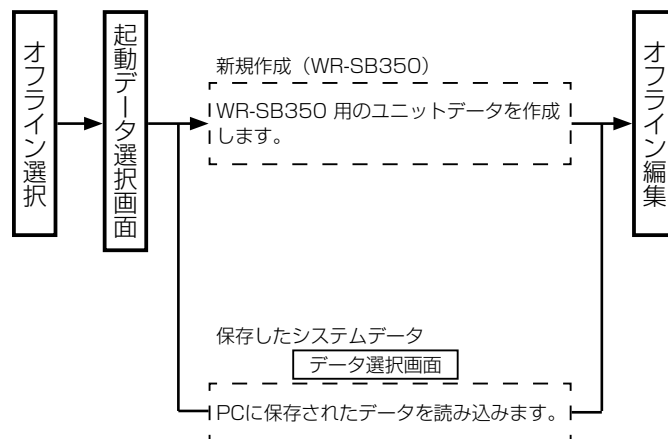 オフライン選択
起動データ選択画面
新規作成（WR-SB350）
WR-SB350 用のユニットデータを作成
します。
保存したシステムデータ
データ選択画面
PCに保存されたデータを読み込みます。
オフライン編集